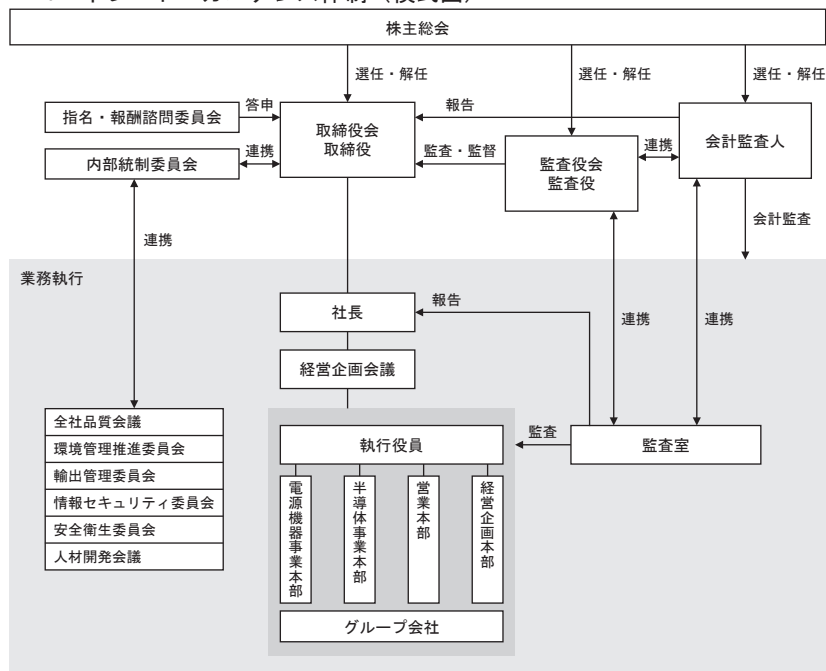 株主総会
選任・解任
選任・解任
選任・解任
指名・報酬諮問委員会
答申
取締役会
取締役
報告
会計監査人
内部統制委員会
連携
監査・監督
監査役会
監査役
連携
連携
会計監査
業務執行
社長
報告
連携
連携
経営企画会議
全社品質会議
環境管理推進委員会
輸出管理委員会
情報セキュリティ委員会
安全衛生委員会
人材開発会議
執行役員
監査
監査室
電源機器事業本部
半導体事業本部
営業本部
経営企画本部
グループ会社